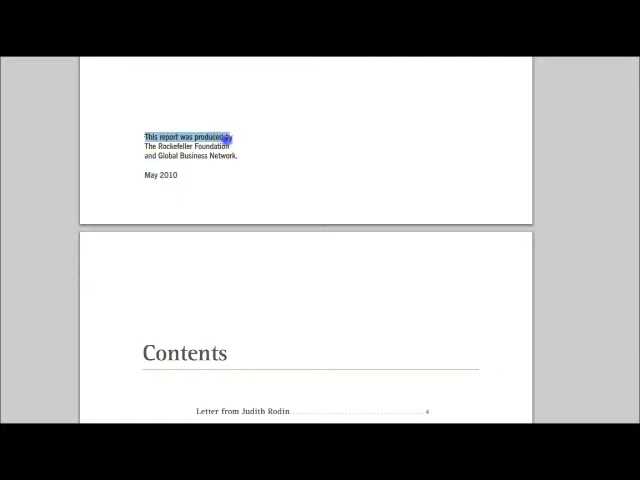 This report was produced by
The Rockefeller Foundation
and Global Business Network.
May 2010
Contents
Letter from Judith Rodin ............................................. 4